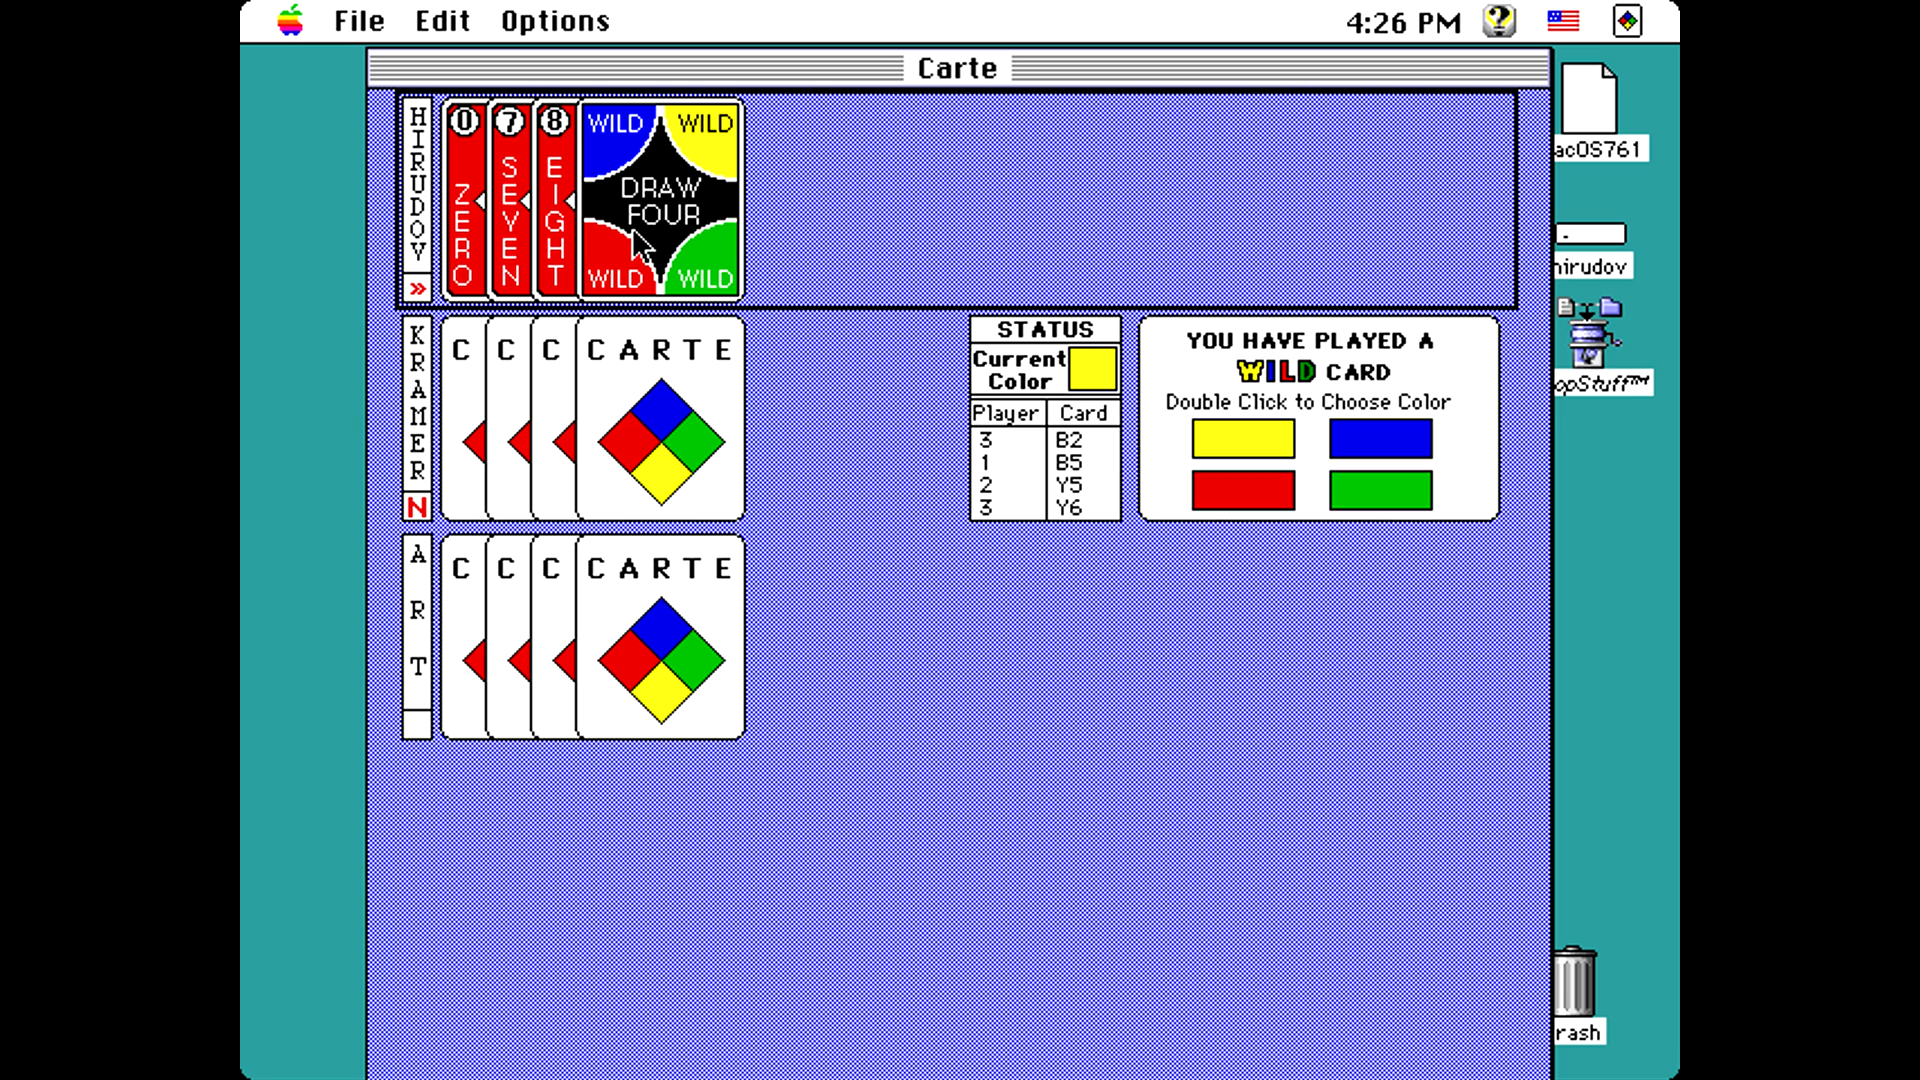 File Edit Options 4:26 PM
Carte
acOS761
hirudov
opStuff™
rash
HIRUDOV
»
0 ZERO
7 SEVEN
8 EIGHT
WILD WILD
DRAW
FOUR
WILD WILD
KRAMER
N
C C C CARTE
ART
C C C CARTE
STATUS
Current
Color
Player Card
3 B2
1 B5
2 Y5
3 Y6
YOU HAVE PLAYED A
WILD CARD
Double Click to Choose Color